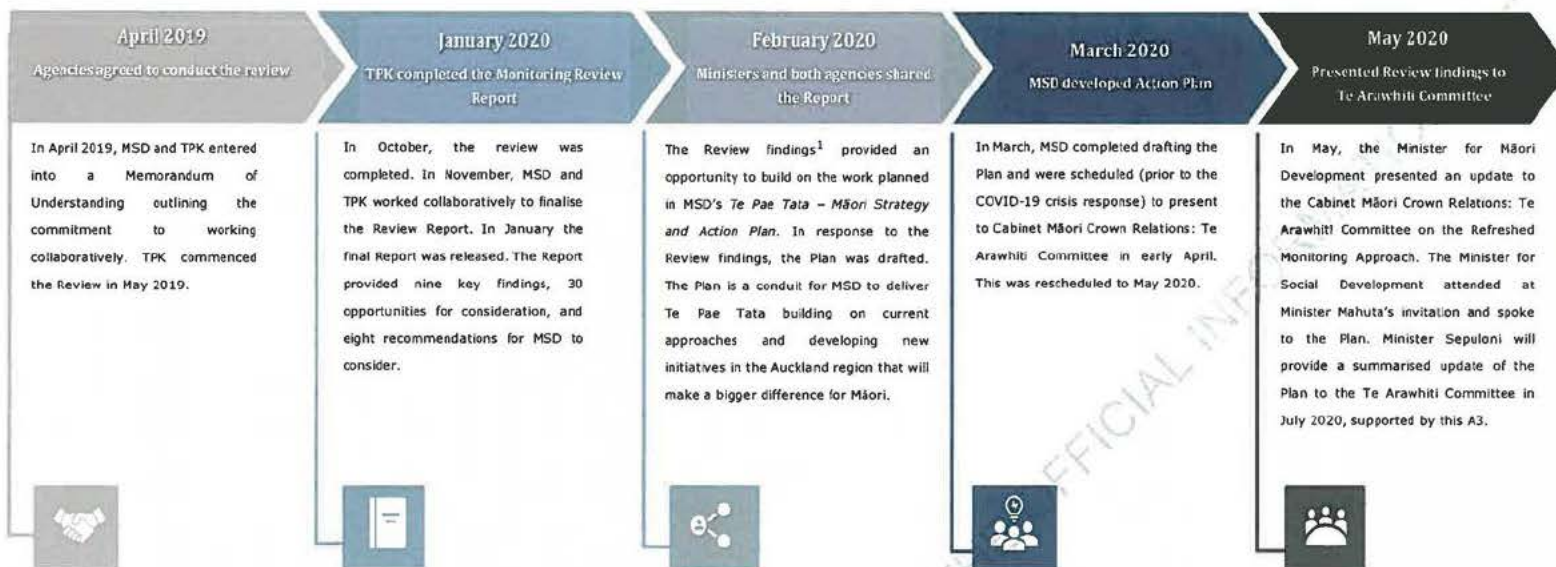 April 2019
Agencies agreed to conduct the review
In April 2019, MSD and TPK entered
into a Memorandum of
Understanding outlining the
commitment to working
collaboratively. TPK commenced
the Review in May 2019.
January 2020
TPK completed the Monitoring Review
Report
In October, the review was
completed. In November, MSD and
TPK worked collaboratively to finalise
the Review Report. In January the
final Report was released. The Report
provided nine key findings, 30
opportunities for consideration, and
eight recommendations for MSD to
consider.
February 2020
Ministers and both agencies shared
the Report
The Review findings1 provided an
opportunity to build on the work planned
in MSD's Te Pae Tata – Māori Strategy
and Action Plan. In response to the
Review findings, the Plan was drafted.
The Plan is a conduit for MSD to deliver
Te Pae Tata building on current
approaches and developing new
initiatives in the Auckland region that will
make a bigger difference for Māori.
March 2020
MSD developed Action Plan
In March, MSD completed drafting the
Plan and were scheduled (prior to the
COVID-19 crisis response) to present
to Cabinet Māori Crown Relations: Te
Arawhiti Committee in early April.
This was rescheduled to May 2020.
May 2020
Presented Review findings to
Te Arawhiti Committee
In May, the Minister for Māori
Development presented an update to
the Cabinet Māori Crown Relations: Te
Arawhiti Committee on the Refreshed
Monitoring Approach. The Minister for
Social Development attended at
Minister Mahuta's invitation and spoke
to the Plan. Minister Sepuloni will
provide a summarised update of the
Plan to the Te Arawhiti Committee in
July 2020, supported by this A3.